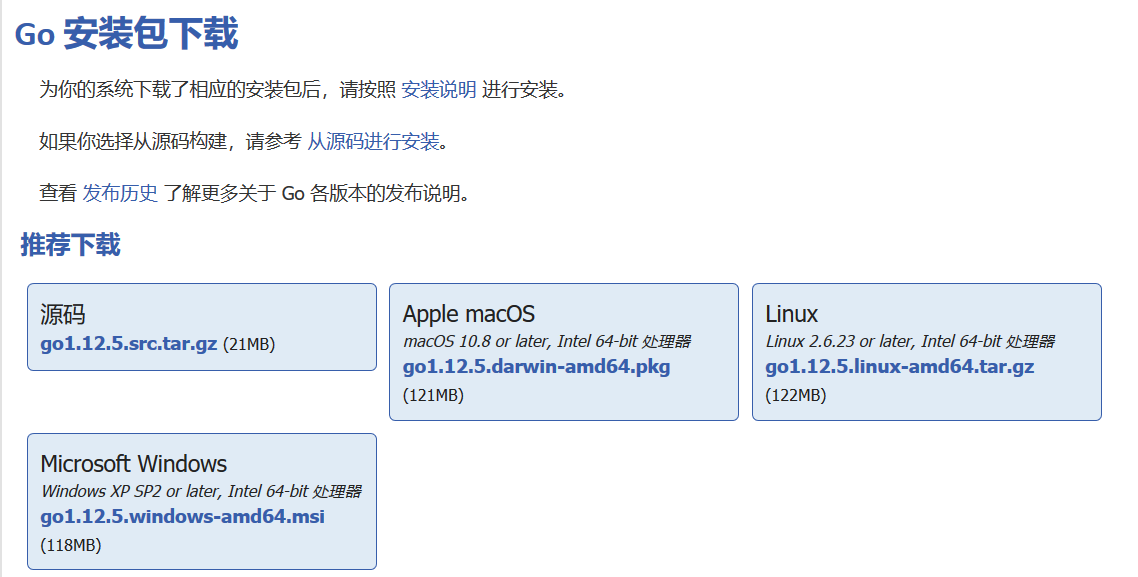 Go 安装包下载
为你的系统下载了相应的安装包后，请按照 安装说明 进行安装。
如果你选择从源码构建，请参考 从源码进行安装。
查看 发布历史 了解更多关于 Go 各版本的发布说明。
推荐下载
源码
go1.12.5.src.tar.gz (21MB)
Apple macOS
macOS 10.8 or later, Intel 64-bit 处理器
go1.12.5.darwin-amd64.pkg
(121MB)
Linux
Linux 2.6.23 or later, Intel 64-bit 处理器
go1.12.5.linux-amd64.tar.gz
(122MB)
Microsoft Windows
Windows XP SP2 or later, Intel 64-bit 处理器
go1.12.5.windows-amd64.msi
(118MB)